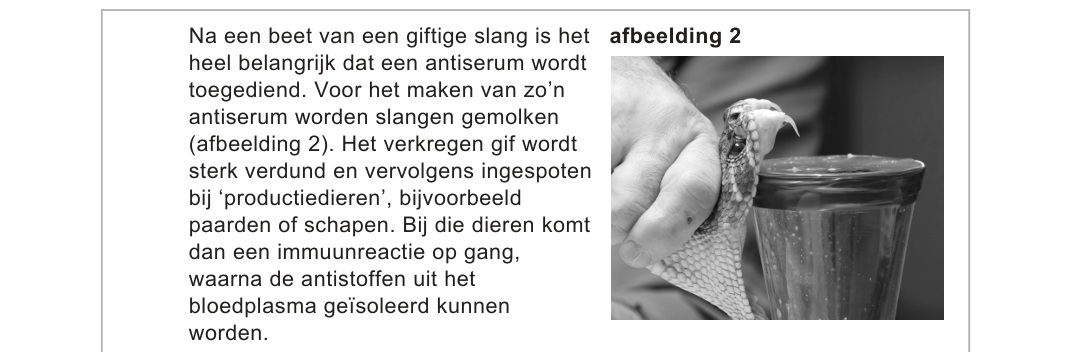 Na een beet van een giftige slang is het
heel belangrijk dat een antiserum wordt
toegediend. Voor het maken van zo’n
antiserum worden slangen gemolken
(afbeelding 2). Het verkregen gif wordt
sterk verdund en vervolgens ingespoten
bij ‘productiedieren’, bijvoorbeeld
paarden of schapen. Bij die dieren komt
dan een immuunreactie op gang,
waarna de antistoffen uit het
bloedplasma geïsoleerd kunnen
worden.
afbeelding 2